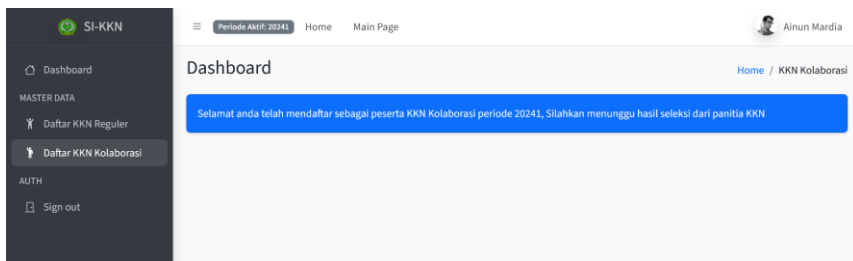 SI-KKN
Periode Aktif: 20241 Home Main Page
Ainun Mardia
Dashboard
MASTER DATA
Daftar KKN Reguler
Daftar KKN Kolaborasi
AUTH
Sign out
Dashboard
Home / KKN Kolaborasi
Selamat anda telah mendaftar sebagai peserta KKN Kolaborasi periode 20241, Silahkan menunggu hasil seleksi dari panitia KKN